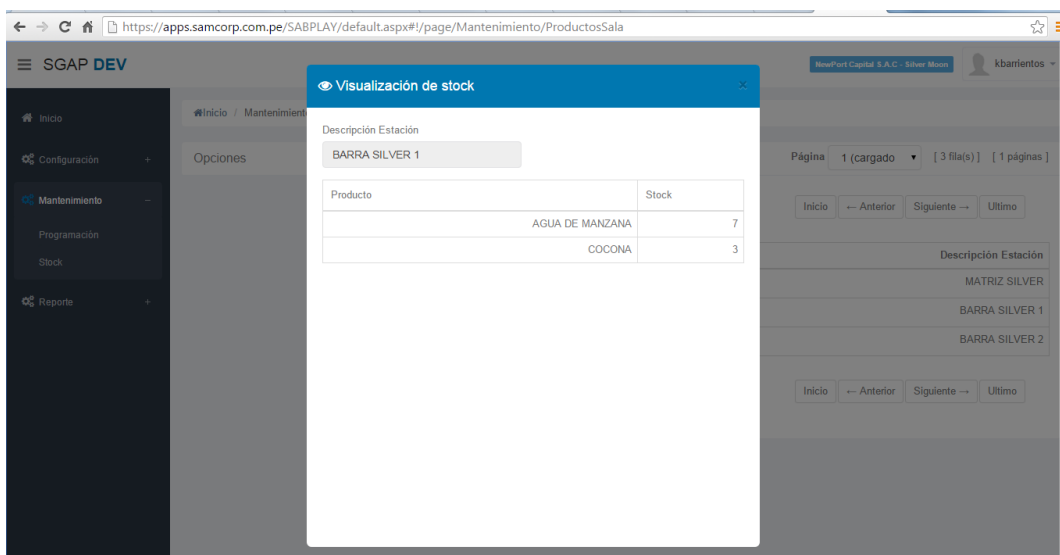 https://apps.samcorp.com.pe/SABPLAY/default.aspx#!/page/Mantenimiento/ProductosSala
SGAP DEV
NewPort Capital S.A.C - Silver Moon
kbarrientos
Inicio
Configuración
Mantenimiento
Programación
Stock
Reporte
Inicio / Mantenimient
Opciones
Página 1 (cargado [ 3 fila(s) ] [ 1 páginas ]
Inicio ← Anterior Siguiente → Ultimo
Descripción Estación
MATRIZ SILVER
BARRA SILVER 1
BARRA SILVER 2
Inicio ← Anterior Siguiente → Ultimo
Visualización de stock x
Descripción Estación
BARRA SILVER 1
Producto Stock
AGUA DE MANZANA 7
COCONA 3